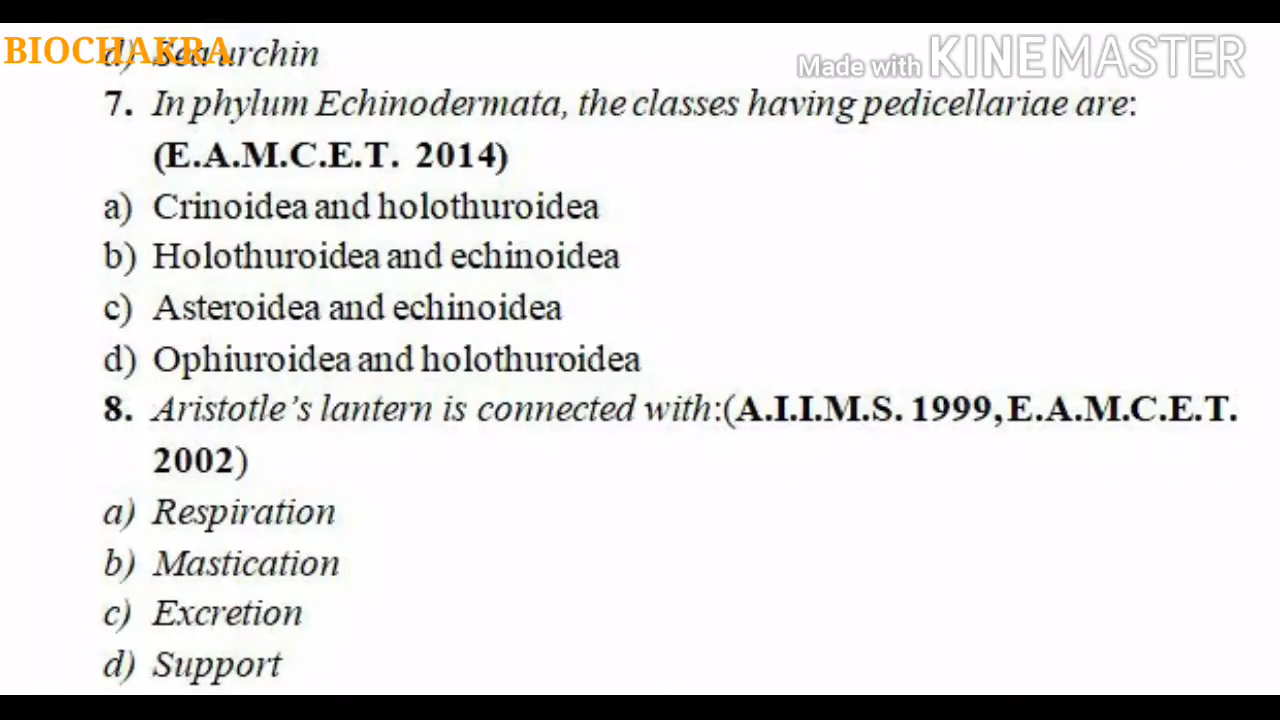 BIOCHAKRA
d) Sea urchin
Made with KINEMASTER
7. In phylum Echinodermata, the classes having pedicellariae are:
(E.A.M.C.E.T. 2014)
a) Crinoidea and holothuroidea
b) Holothuroidea and echinoidea
c) Asteroidea and echinoidea
d) Ophiuroidea and holothuroidea
8. Aristotle’s lantern is connected with:(A.I.I.M.S. 1999,E.A.M.C.E.T.
2002)
a) Respiration
b) Mastication
c) Excretion
d) Support